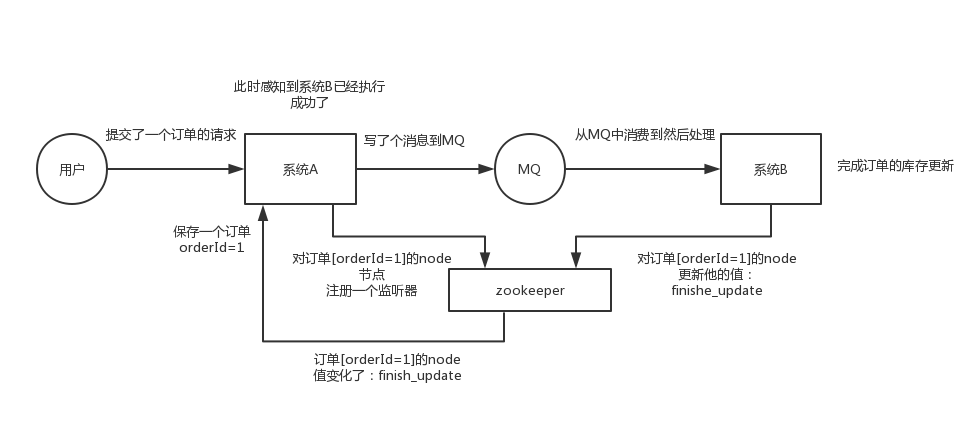 此时感知到系统B已经执行
成功了
提交了一个订单的请求
写了个消息到MQ
从MQ中消费到然后处理
用户
系统A
MQ
系统B
完成订单的库存更新
保存一个订单
orderId=1
对订单[orderId=1]的node
节点
注册一个监听器
对订单[orderId=1]的node
更新他的值：
finishe_update
zookeeper
订单[orderId=1]的node
值变化了：finish_update